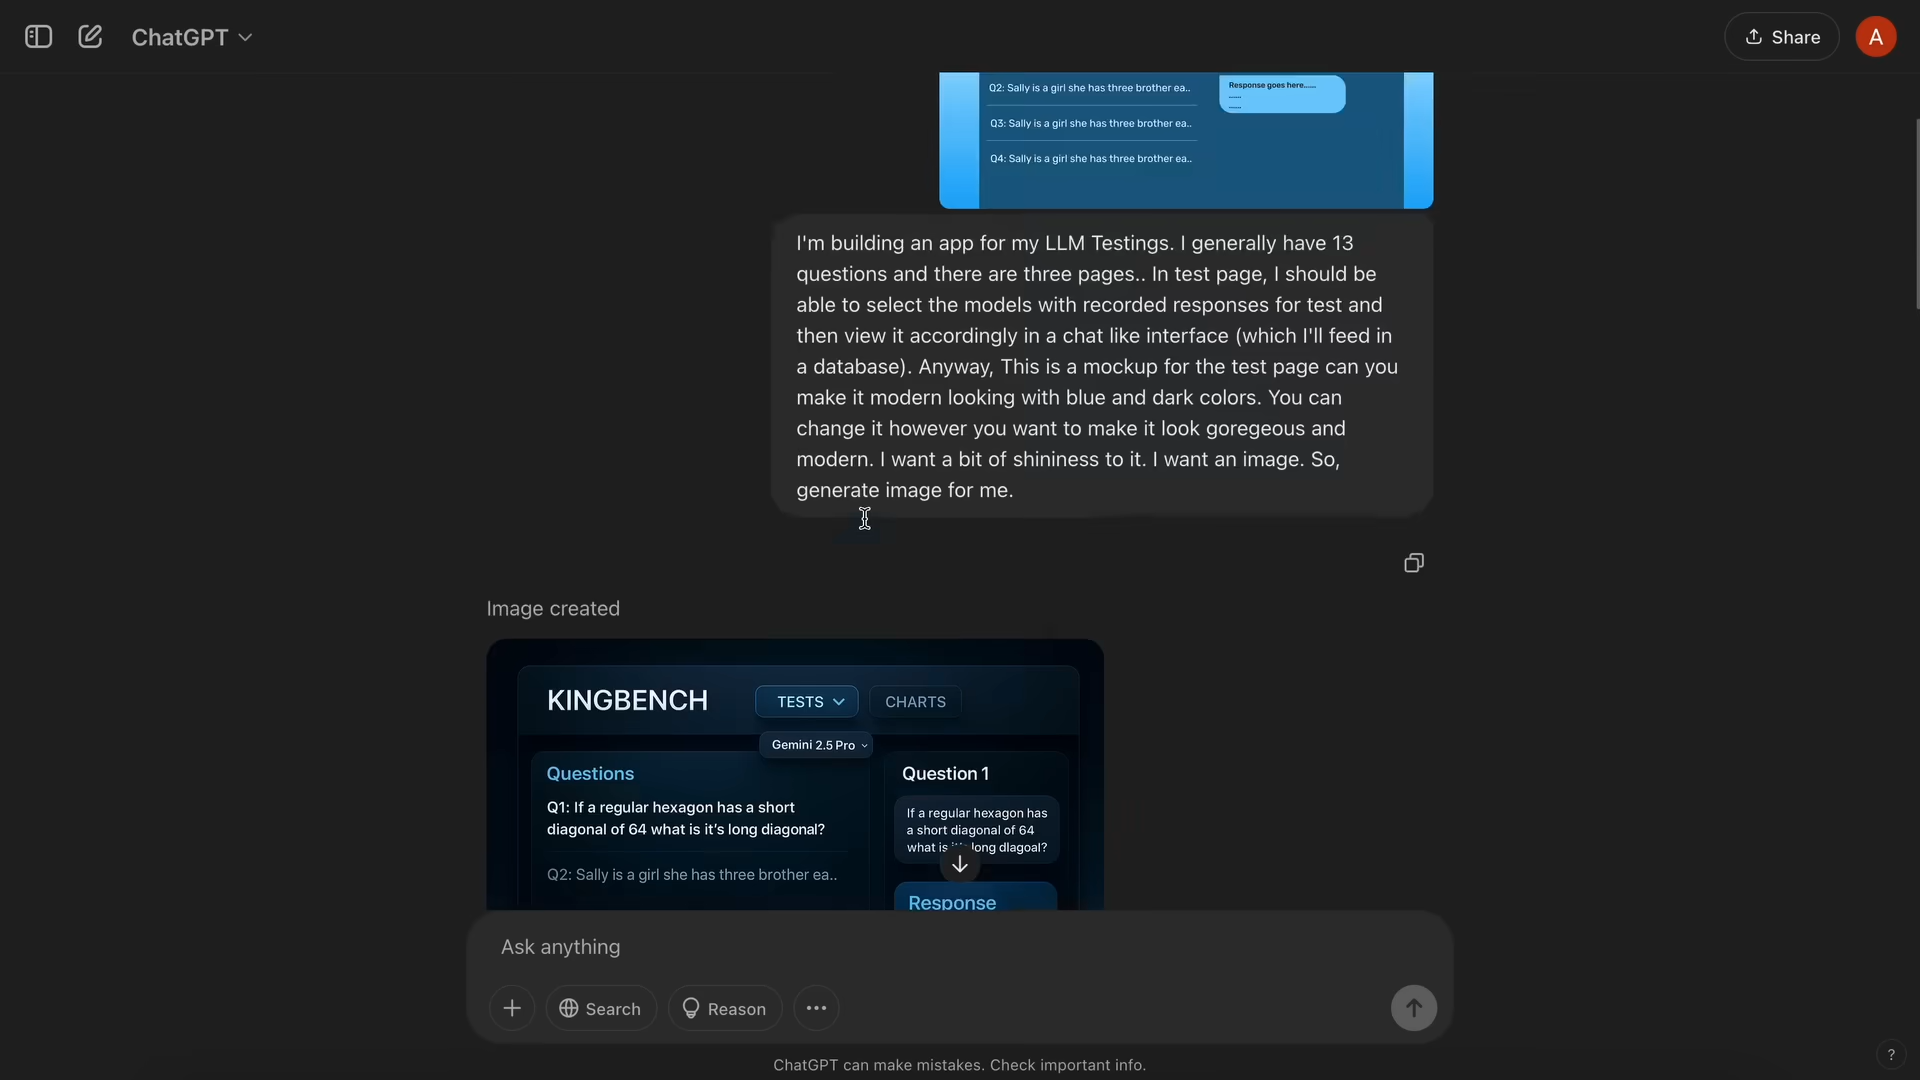 ChatGPT
Share
A
Q2: Sally is a girl she has three brother ea..
Response goes here......
......
......
Q3: Sally is a girl she has three brother ea..
Q4: Sally is a girl she has three brother ea..
I'm building an app for my LLM Testings. I generally have 13
questions and there are three pages.. In test page, I should be
able to select the models with recorded responses for test and
then view it accordingly in a chat like interface (which I'll feed in
a database). Anyway, This is a mockup for the test page can you
make it modern looking with blue and dark colors. You can
change it however you want to make it look goregeous and
modern. I want a bit of shininess to it. I want an image. So,
generate image for me.
Image created
KINGBENCH
TESTS
CHARTS
Gemini 2.5 Pro
Questions
Q1: If a regular hexagon has a short
diagonal of 64 what is it's long diagonal?
Q2: Sally is a girl she has three brother ea..
Question 1
If a regular hexagon has
a short diagonal of 64
what is it's long dlagoal?
Response
Ask anything
Search
Reason
ChatGPT can make mistakes. Check important info.
?